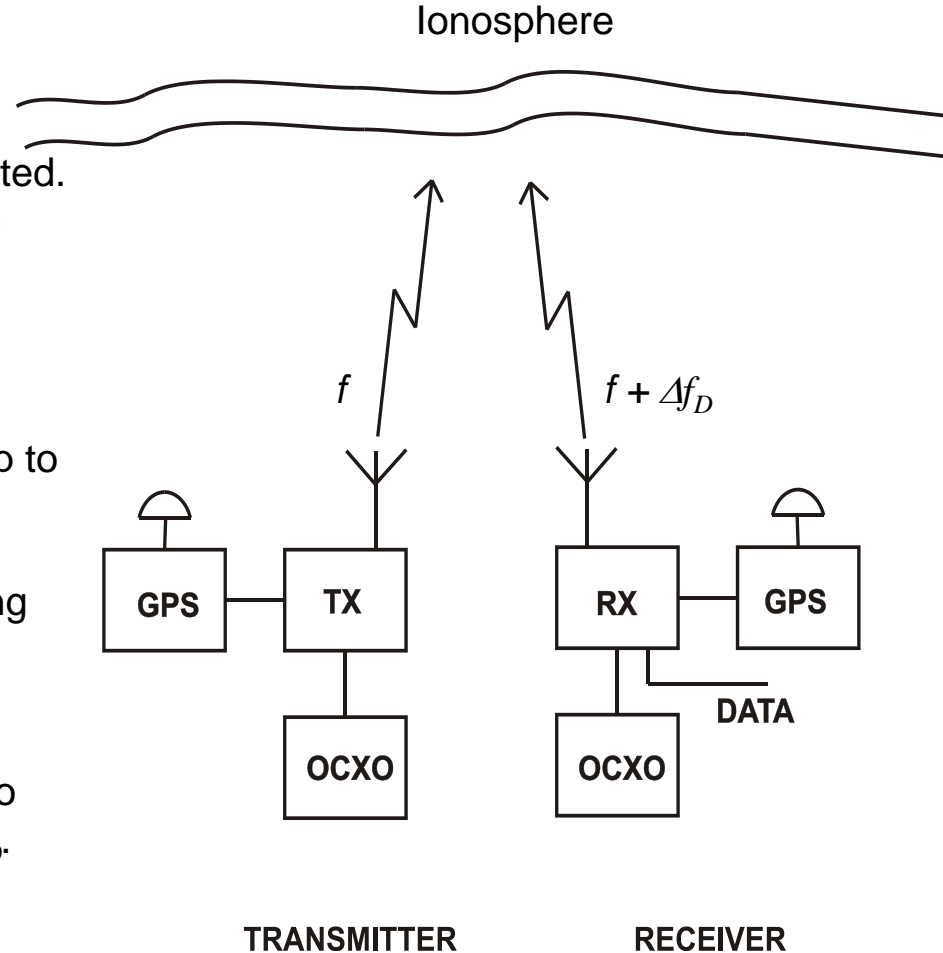 Ionosphere
ted.
f
f + Δf_D
o to
ng
GPS
TX
RX
GPS
DATA
OCXO
OCXO
o
TRANSMITTER
RECEIVER